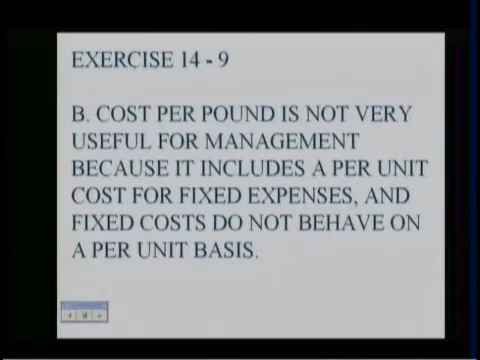 EXERCISE 14 - 9
B. COST PER POUND IS NOT VERY
USEFUL FOR MANAGEMENT
BECAUSE IT INCLUDES A PER UNIT
COST FOR FIXED EXPENSES, AND
FIXED COSTS DO NOT BEHAVE ON
A PER UNIT BASIS.